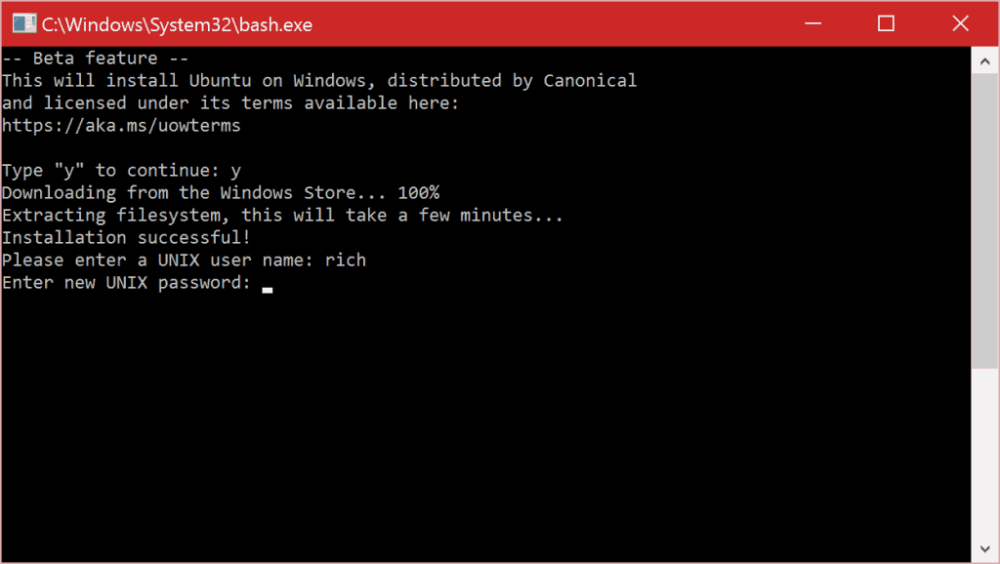 C:\Windows\System32\bash.exe
-- Beta feature --
This will install Ubuntu on Windows, distributed by Canonical
and licensed under its terms available here:
https://aka.ms/uowterms
Type "y" to continue: y
Downloading from the Windows Store... 100%
Extracting filesystem, this will take a few minutes...
Installation successful!
Please enter a UNIX user name: rich
Enter new UNIX password: